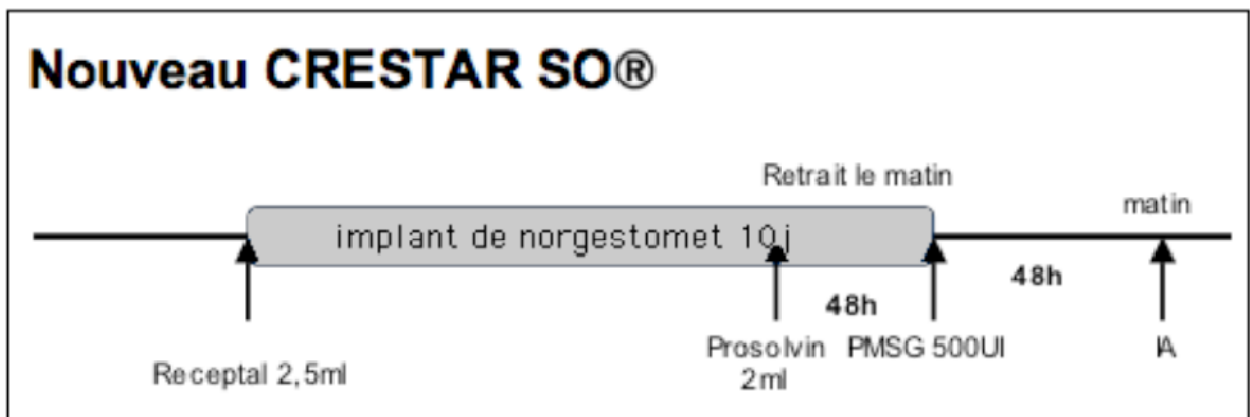 Nouveau CRESTAR SO®
Retrait le matin
matin
implant de norgestomet 10j
48h
48h
Prosolvin
2ml
PMSG 500UI
IA
Receptal 2,5ml